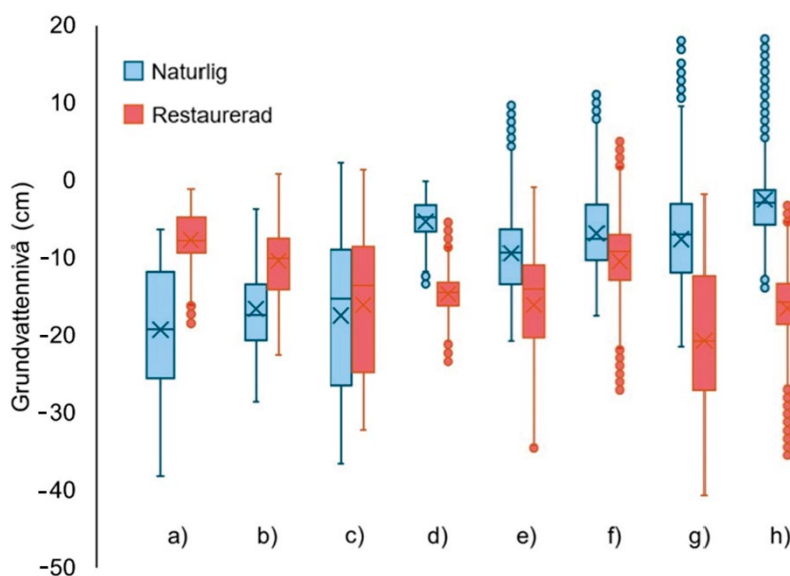 20
10
0
-10
-20
-30
-40
-50
Grundvattennivå (cm)
Naturlig
Restaurerad
a) b) c) d) e) f) g) h)